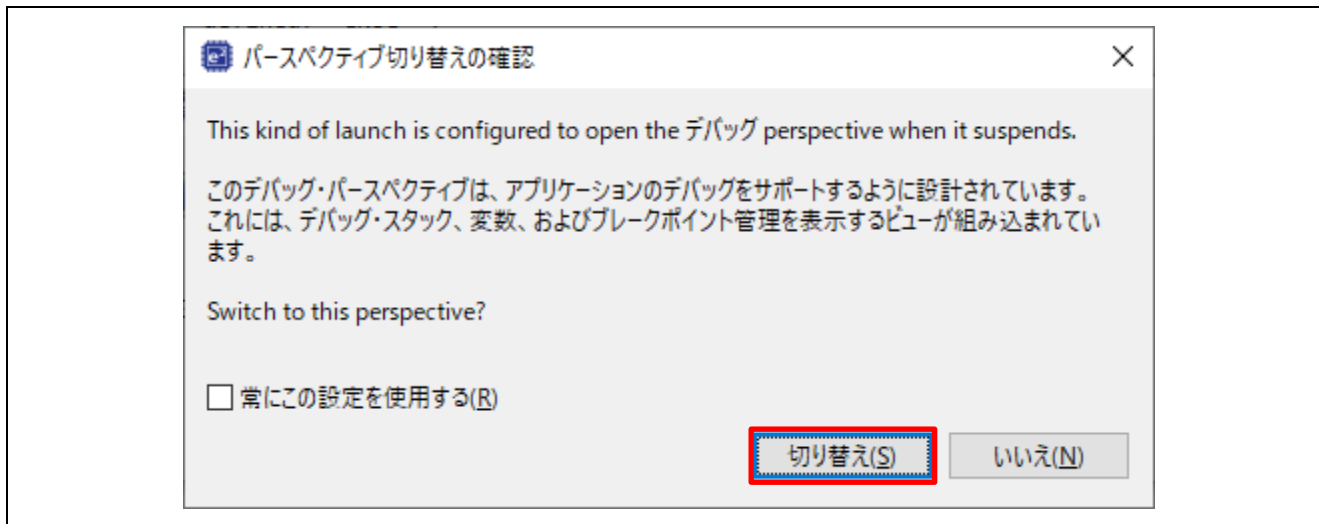 パースペクティブ切り替えの確認
This kind of launch is configured to open the デバッグ perspective when it suspends.
このデバッグ・パースペクティブは、アプリケーションのデバッグをサポートするように設計されています。
これには、デバッグ・スタック、変数、およびブレークポイント管理を表示するビューが組み込まれてい
ます。
Switch to this perspective?
常にこの設定を使用する(R)
切り替え(S)
いいえ(N)